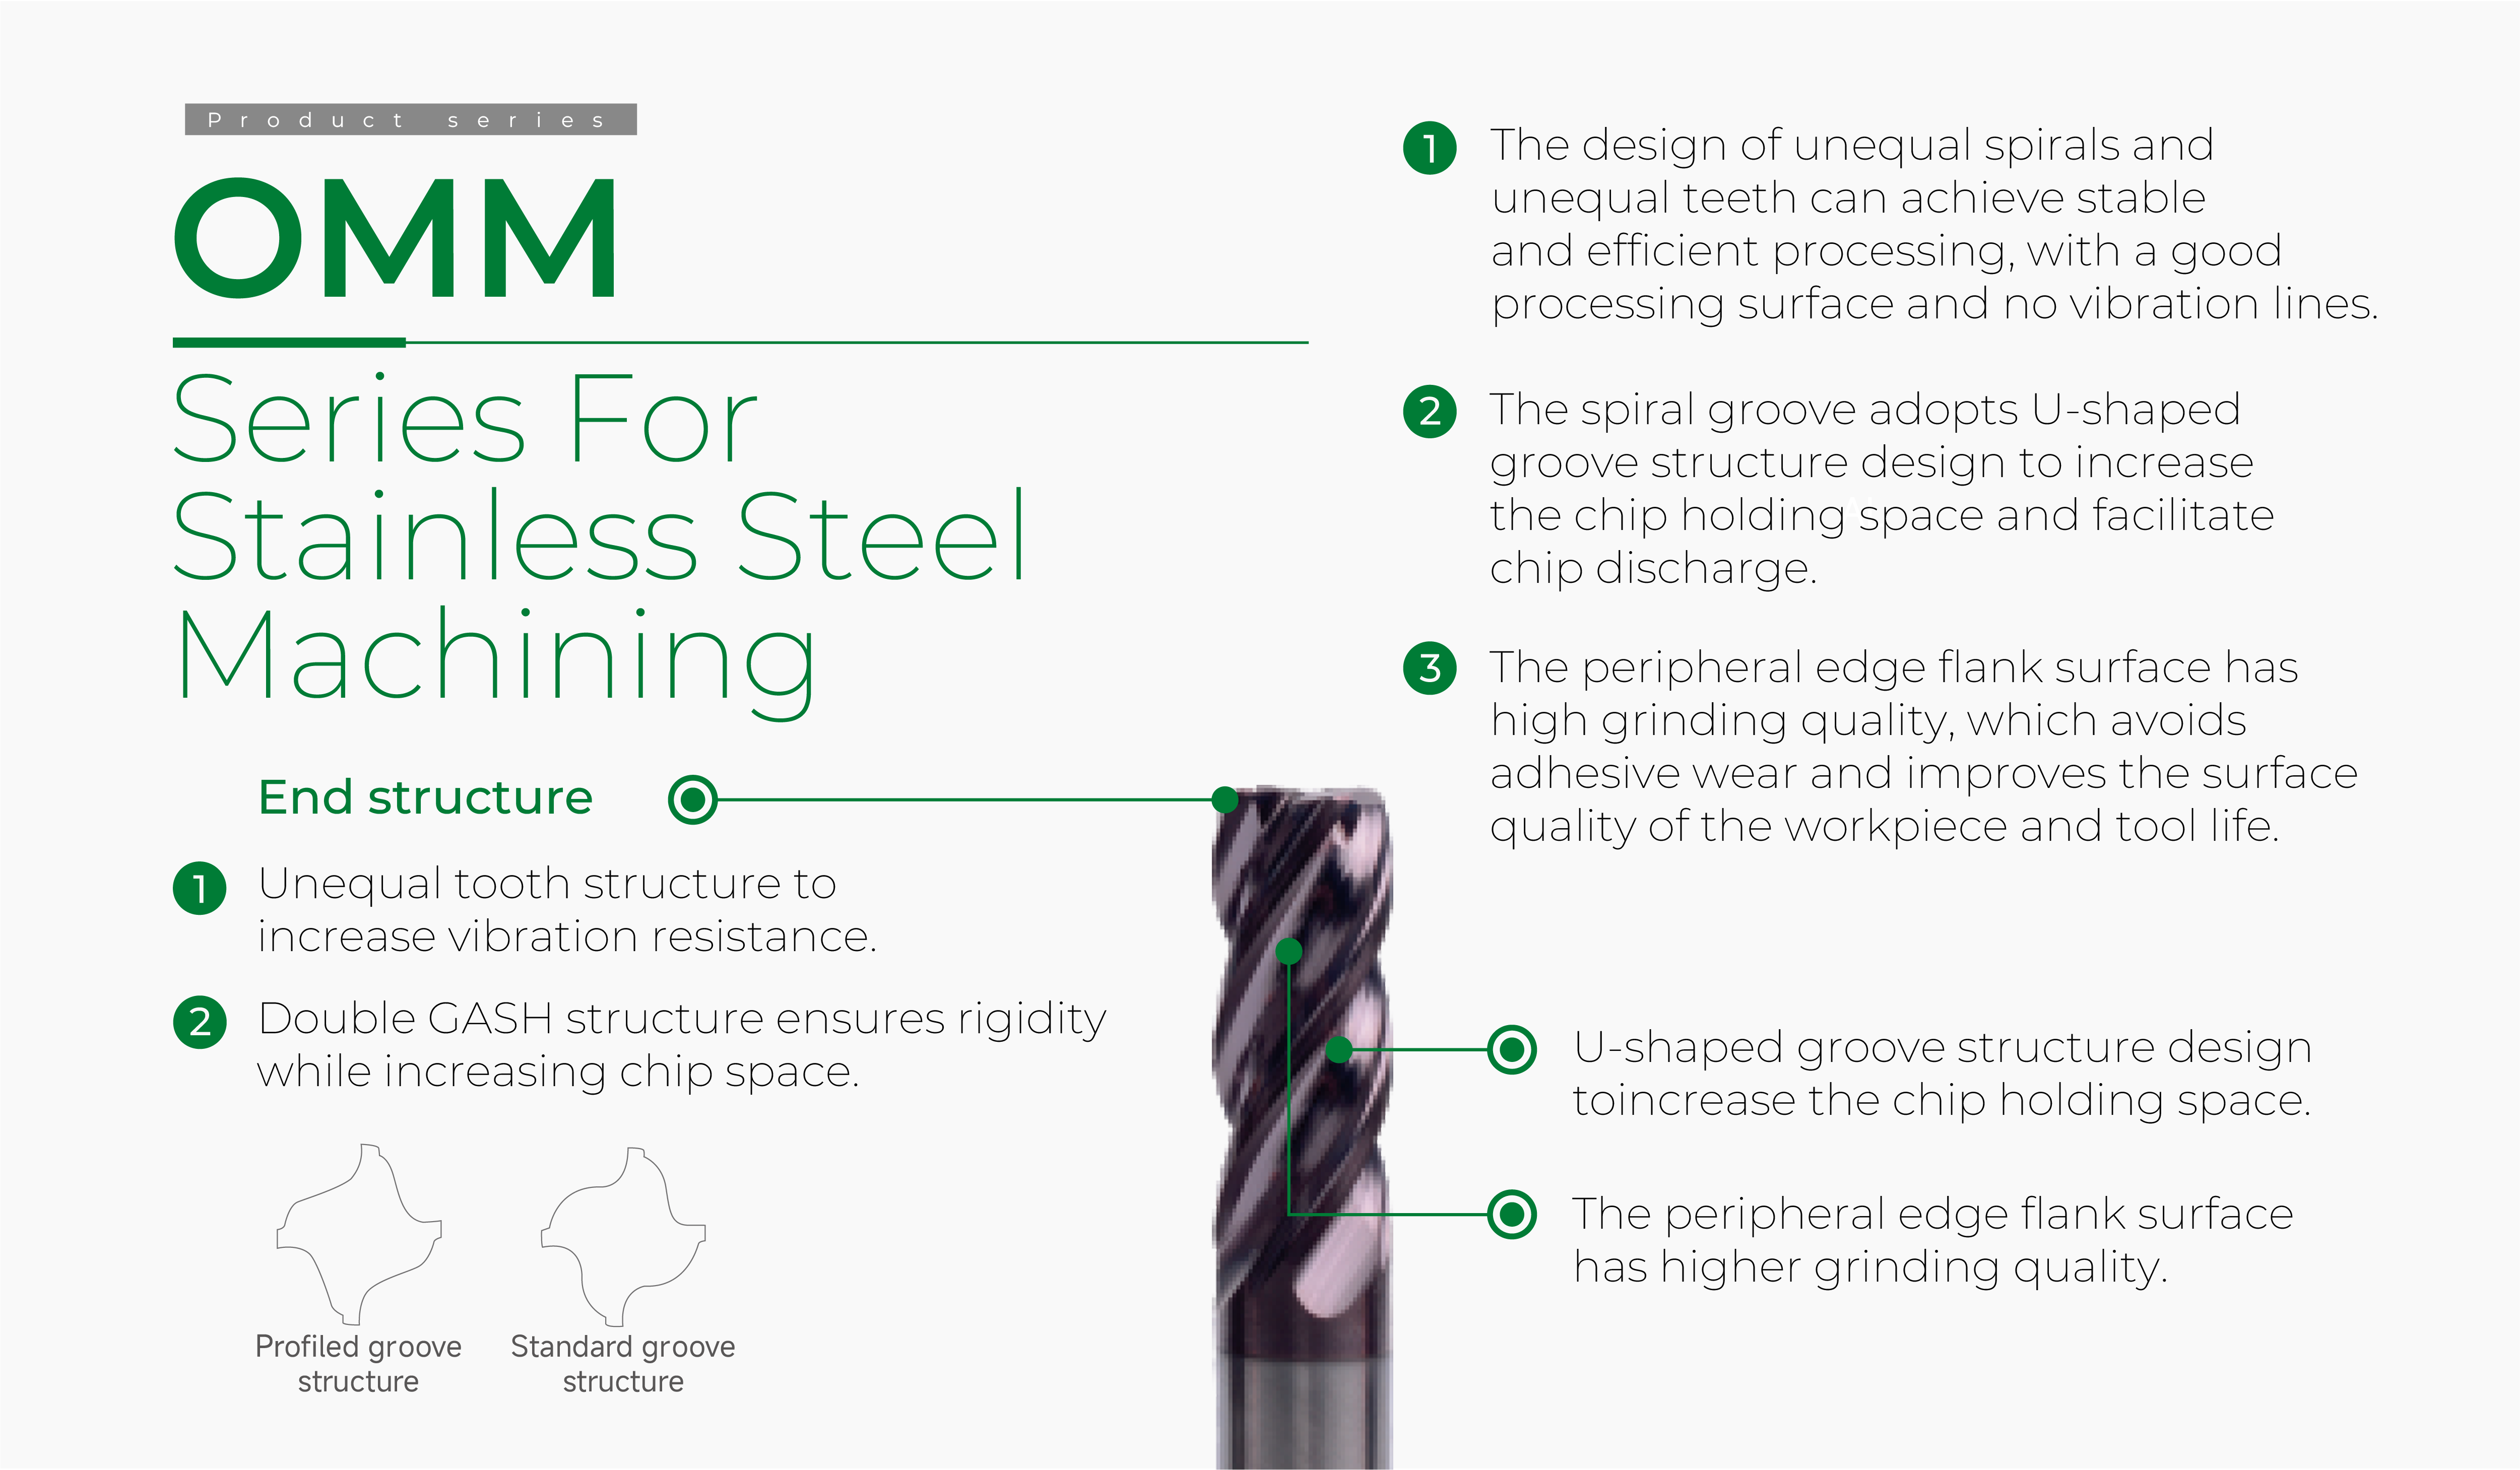 Product series
OMM
Series For
Stainless Steel
Machining
End structure
1 Unequal tooth structure to
increase vibration resistance.
2 Double GASH structure ensures rigidity
while increasing chip space.
Profiled groove
structure
Standard groove
structure
1 The design of unequal spirals and
unequal teeth can achieve stable
and efficient processing, with a good
processing surface and no vibration lines.
2 The spiral groove adopts U-shaped
groove structure design to increase
the chip holding space and facilitate
chip discharge.
3 The peripheral edge flank surface has
high grinding quality, which avoids
adhesive wear and improves the surface
quality of the workpiece and tool life.
U-shaped groove structure design
toincrease the chip holding space.
The peripheral edge flank surface
has higher grinding quality.